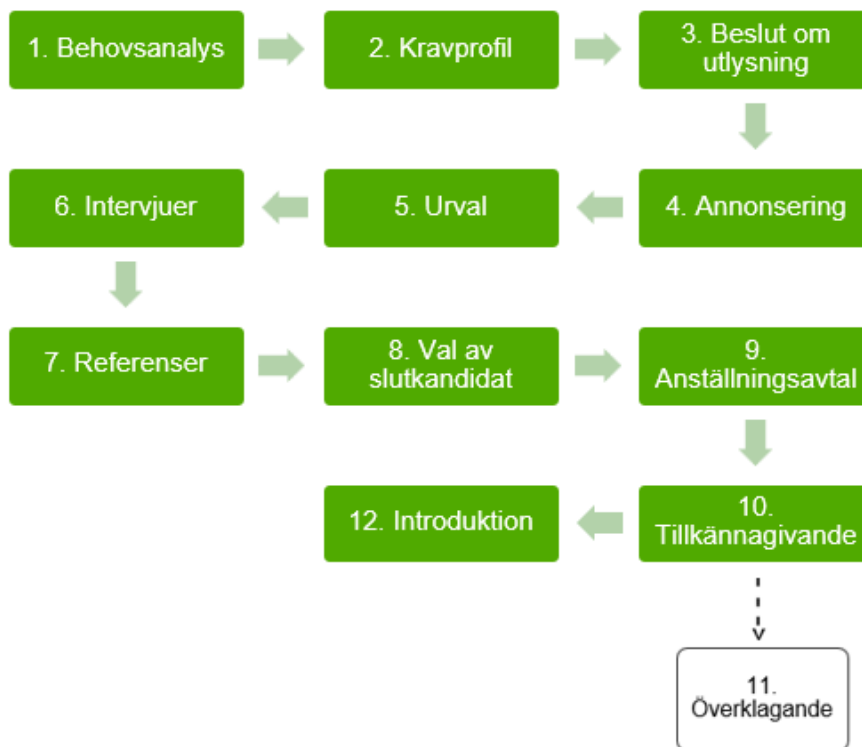 1. Behovsanalys
2. Kravprofil
3. Beslut om
utlysning
4. Annonsering
5. Urval
6. Intervjuer
7. Referenser
8. Val av
slutkandidat
9.
Anställningsavtal
10.
Tillkännagivande
12. Introduktion
11.
Överklagande